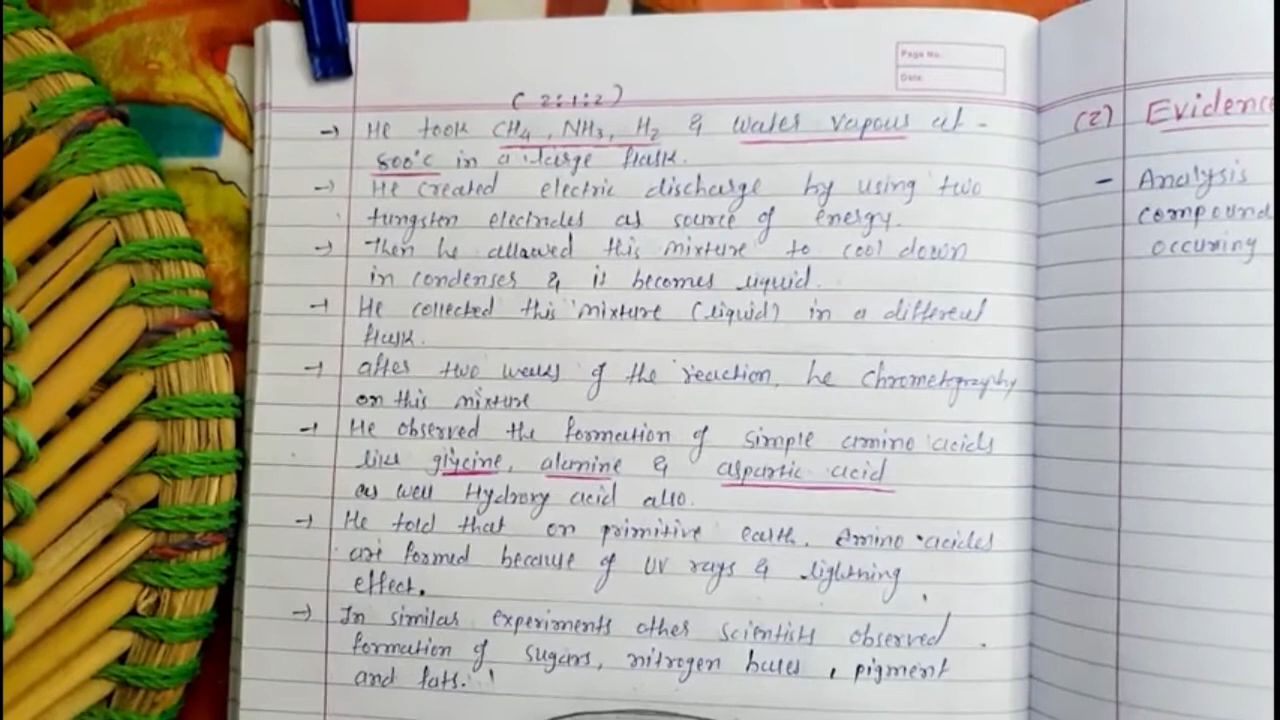 Page No.
Date
( 2:1:2 )
→ He took CH4, NH3, H2 & water vapous at -
800°c in a large flask.
→ He created electric discharge by using two
tungsten electrodes as source of energy.
→ Then he allowed this mixture to cool down
in condenses & it becomes liquid.
→ He collected this mixture (liquid) in a different
flask.
→ after two weeks of the reaction, he chrometography
on this mixture
→ He observed the formation of simple amino acids
like glycine, alanine & aspartic acid
as well Hydroxy acid also.
→ He told that on primitive earth. Amino acides
are formed because of UV rays & lightning
effect.
→ In similar experiments other scientists observed
formation of sugars, nitrogen bases, pigment
and fats.
(2) Evidence
- Analysis
compound
occuring